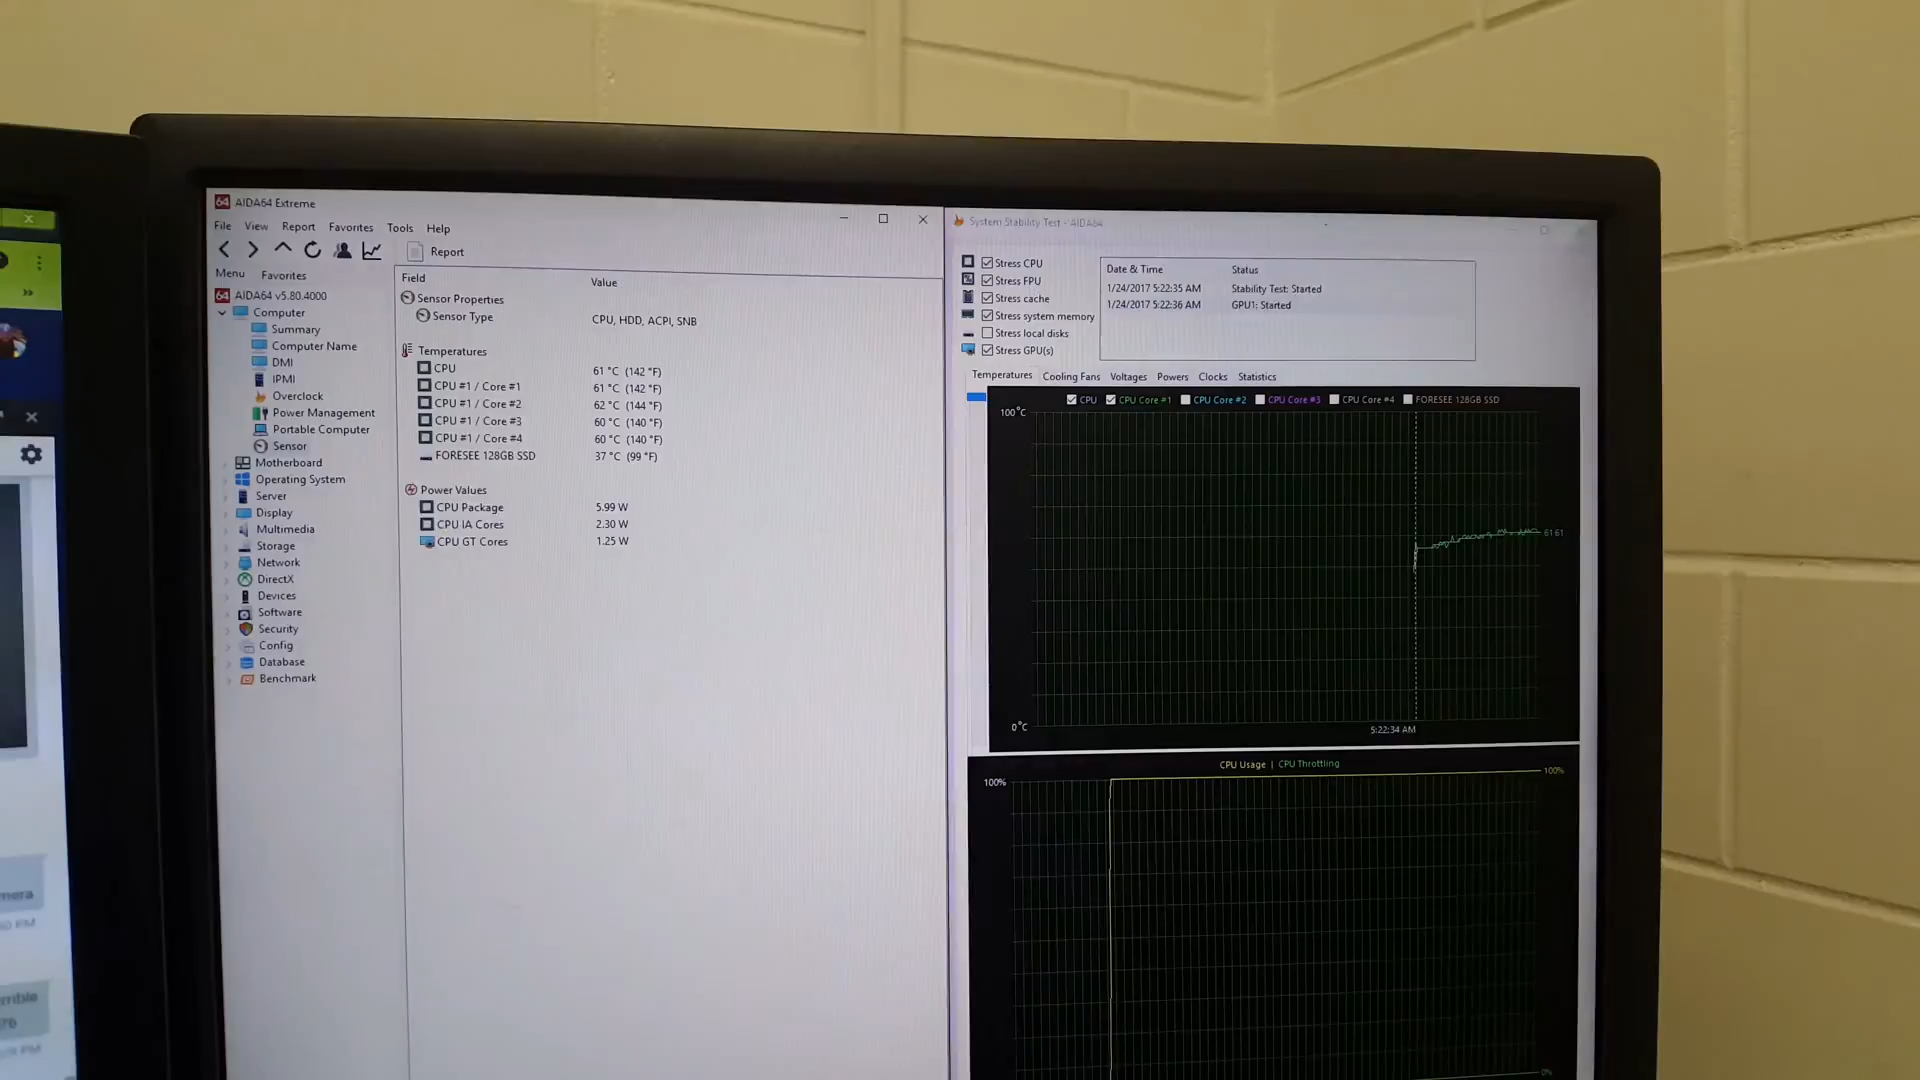 AIDA64 Extreme
File View Report Favorites Tools Help
Report
Menu Favorites
AIDA64 v5.80.4000
Computer
Summary
Computer Name
DMI
IPMI
Overclock
Power Management
Portable Computer
Sensor
Motherboard
Operating System
Server
Display
Multimedia
Storage
Network
DirectX
Devices
Software
Security
Config
Database
Benchmark
Field Value
Sensor Properties
Sensor Type CPU, HDD, ACPI, SNB
Temperatures
CPU 61 °C (142 °F)
CPU #1 / Core #1 61 °C (142 °F)
CPU #1 / Core #2 62 °C (144 °F)
CPU #1 / Core #3 60 °C (140 °F)
CPU #1 / Core #4 60 °C (140 °F)
FORESEE 128GB SSD 37 °C (99 °F)
Power Values
CPU Package 5.99 W
CPU IA Cores 2.30 W
CPU GT Cores 1.25 W
System Stability Test - AIDA64
Stress CPU
Stress FPU
Stress cache
Stress system memory
Stress local disks
Stress GPU(s)
Date & Time Status
1/24/2017 5:22:35 AM Stability Test: Started
1/24/2017 5:22:36 AM GPU1: Started
Temperatures Cooling Fans Voltages Powers Clocks Statistics
CPU CPU Core #1 CPU Core #2 CPU Core #3 CPU Core #4 FORESEE 128GB SSD
100°C
61 61
0°C
5:22:34 AM
CPU Usage | CPU Throttling
100% 100%
0%